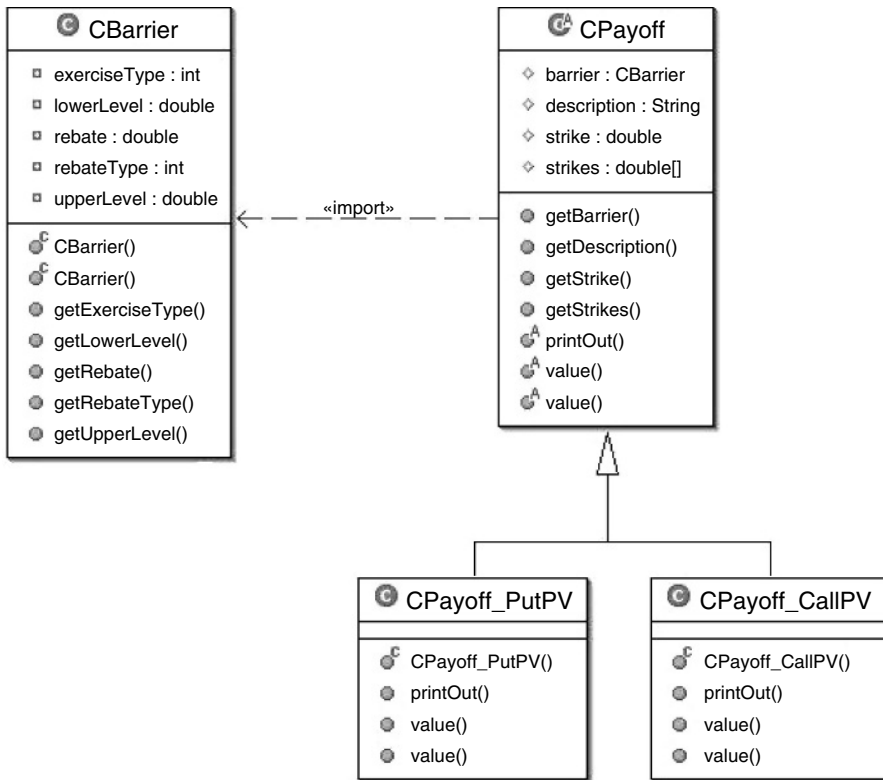 C CBarrier
exerciseType : int
lowerLevel : double
rebate : double
rebateType : int
upperLevel : double
C CBarrier()
C CBarrier()
getExerciseType()
getLowerLevel()
getRebate()
getRebateType()
getUpperLevel()
«import»
C A CPayoff
barrier : CBarrier
description : String
strike : double
strikes : double[]
getBarrier()
getDescription()
getStrike()
getStrikes()
A printOut()
A value()
A value()
C CPayoff_PutPV
C CPayoff_PutPV()
printOut()
value()
value()
C CPayoff_CallPV
C CPayoff_CallPV()
printOut()
value()
value()